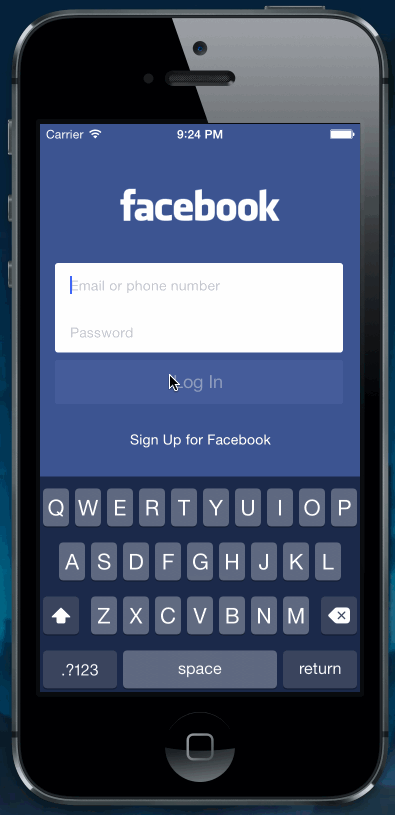 Carrier 9:24 PM
facebook
Email or phone number
Password
Log In
Sign Up for Facebook
Q W E R T Y U I O P
A S D F G H J K L
Z X C V B N M
.?123 space return